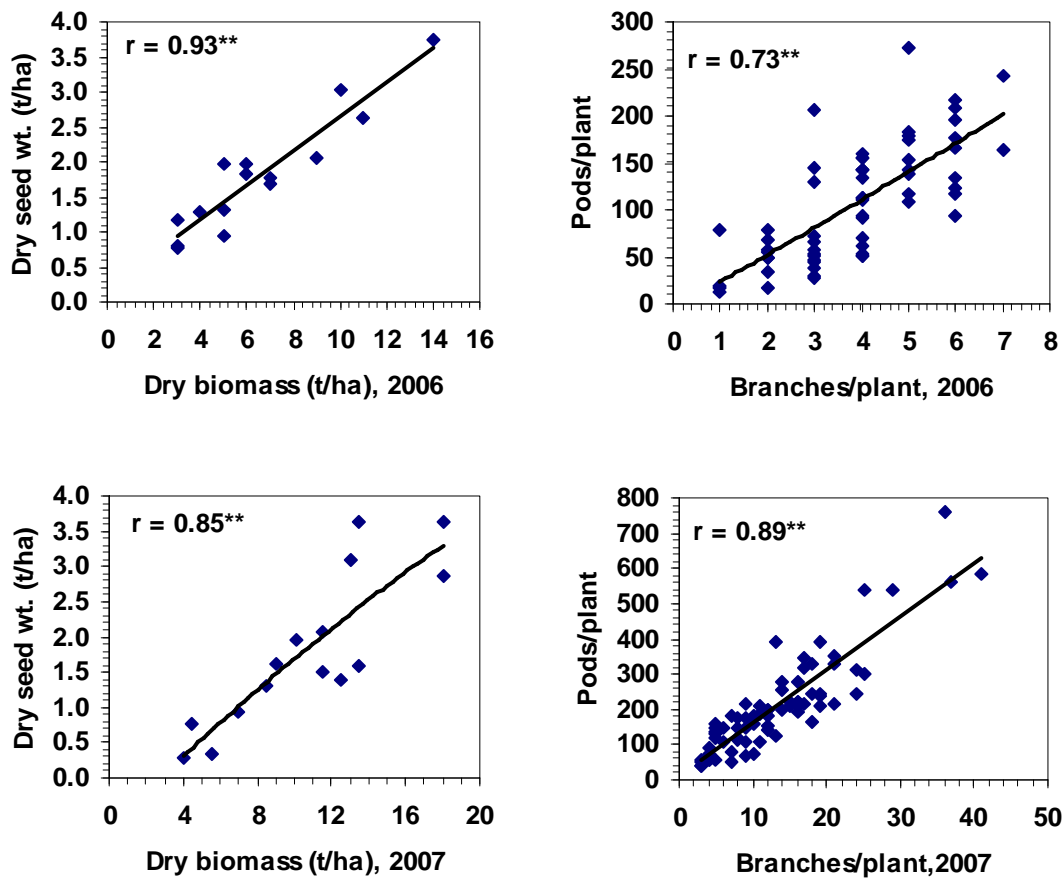 Dry seed wt. (t/ha)
4.0
3.5
3.0
2.5
2.0
1.5
1.0
0.5
0.0
r = 0.93**
0 2 4 6 8 10 12 14 16
Dry biomass (t/ha), 2006
Pods/plant
300
250
200
150
100
50
0
r = 0.73**
0 1 2 3 4 5 6 7 8
Branches/plant, 2006
Dry seed wt. (t/ha)
4.0
3.5
3.0
2.5
2.0
1.5
1.0
0.5
0.0
r = 0.85**
0 4 8 12 16 20
Dry biomass (t/ha), 2007
Pods/plant
800
700
600
500
400
300
200
100
0
r = 0.89**
0 10 20 30 40 50
Branches/plant,2007